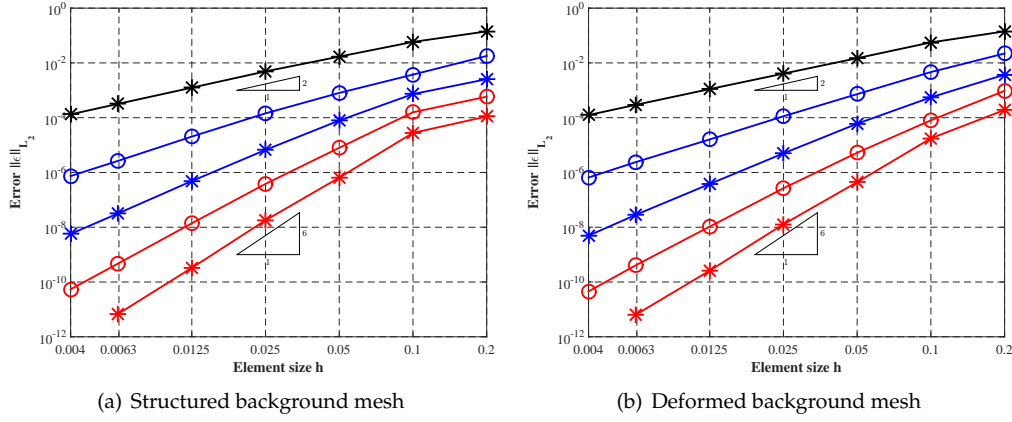 10^0
10^-2
10^-4
10^-6
10^-8
10^-10
10^-12
Error ||ϵ||_L_2
2
1
6
1
0.004 0.0063 0.0125 0.025 0.05 0.1 0.2
Element size h
(a) Structured background mesh
10^0
10^-2
10^-4
10^-6
10^-8
10^-10
10^-12
Error ||ϵ||_L_2
2
1
6
1
0.004 0.0063 0.0125 0.025 0.05 0.1 0.2
Element size h
(b) Deformed background mesh